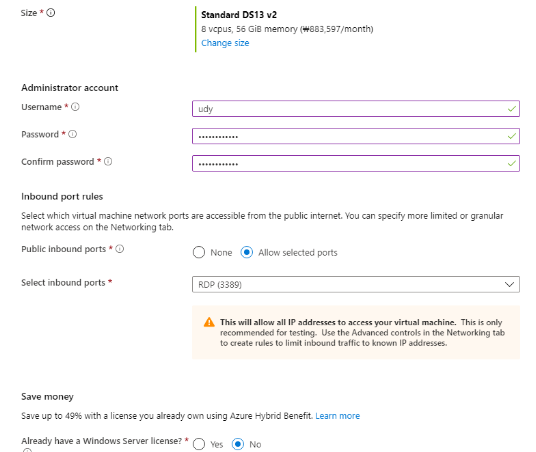 Size *
Standard DS13 v2
8 vcpus, 56 GiB memory (₩883,597/month)
Change size
Administrator account
Username *
udy
Password *
••••••••••••
Confirm password *
••••••••••••
Inbound port rules
Select which virtual machine network ports are accessible from the public internet. You can specify more limited or granular
network access on the Networking tab.
Public inbound ports *
None
Allow selected ports
Select inbound ports *
RDP (3389)
This will allow all IP addresses to access your virtual machine. This is only
recommended for testing. Use the Advanced controls in the Networking tab
to create rules to limit inbound traffic to known IP addresses.
Save money
Save up to 49% with a license you already own using Azure Hybrid Benefit. Learn more
Already have a Windows Server license? *
Yes
No